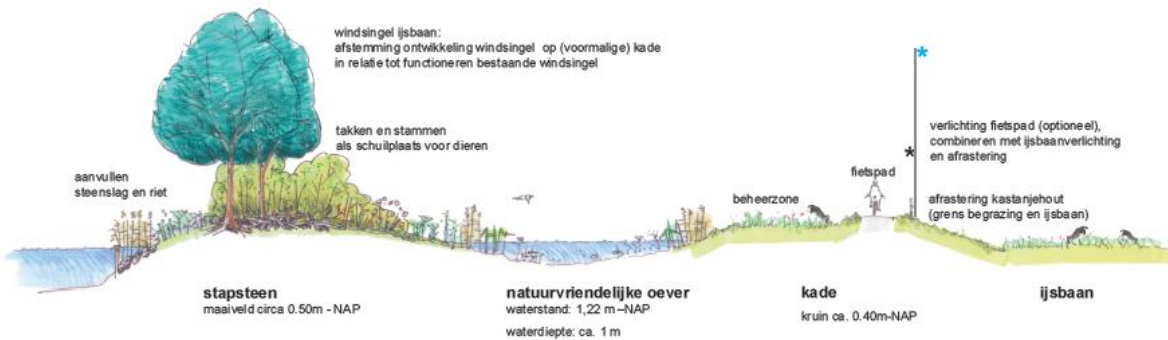 windsingel ijsbaan:
afstemming ontwikkeling windsingel op (voormalige) kade
in relatie tot functioneren bestaande windsingel
takken en stammen
als schuilplaats voor dieren
aanvullen
steenslag en riet
beheerzone
fietspad
verlichting fietspad (optioneel),
combineren met ijsbaanverlichting
en afrastering
afrastering kastanjehout
(grens begrazing en ijsbaan)
stapsteen
maaiveld circa 0.50m - NAP
natuurvriendelijke oever
waterstand: 1,22 m –NAP
waterdiepte: ca. 1 m
kade
kruin ca. 0.40m-NAP
ijsbaan